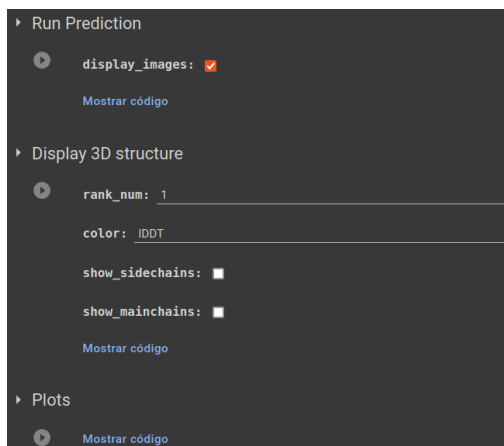 Run Prediction
display_images:
Mostrar código
Display 3D structure
rank_num: 1
color: lDDT
show_sidechains:
show_mainchains:
Mostrar código
Plots
Mostrar código